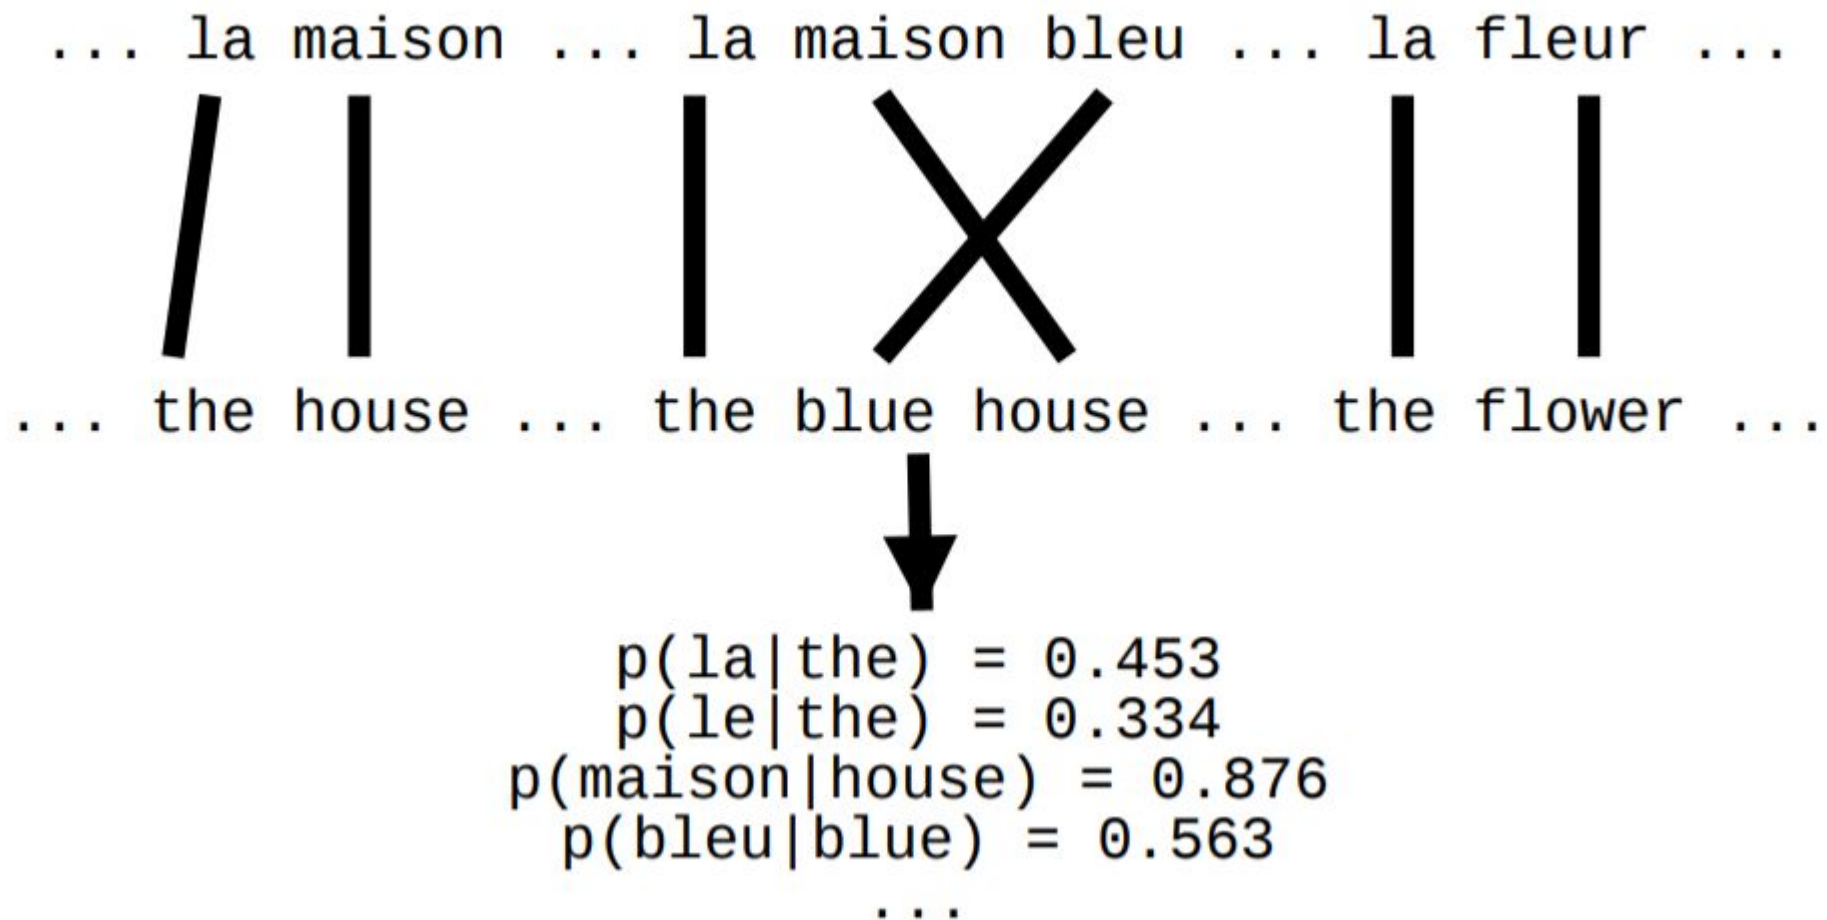 ... la maison ... la maison bleu ... la fleur ...
... the house ... the blue house ... the flower ...
p(la|the) = 0.453
p(le|the) = 0.334
p(maison|house) = 0.876
p(bleu|blue) = 0.563
...